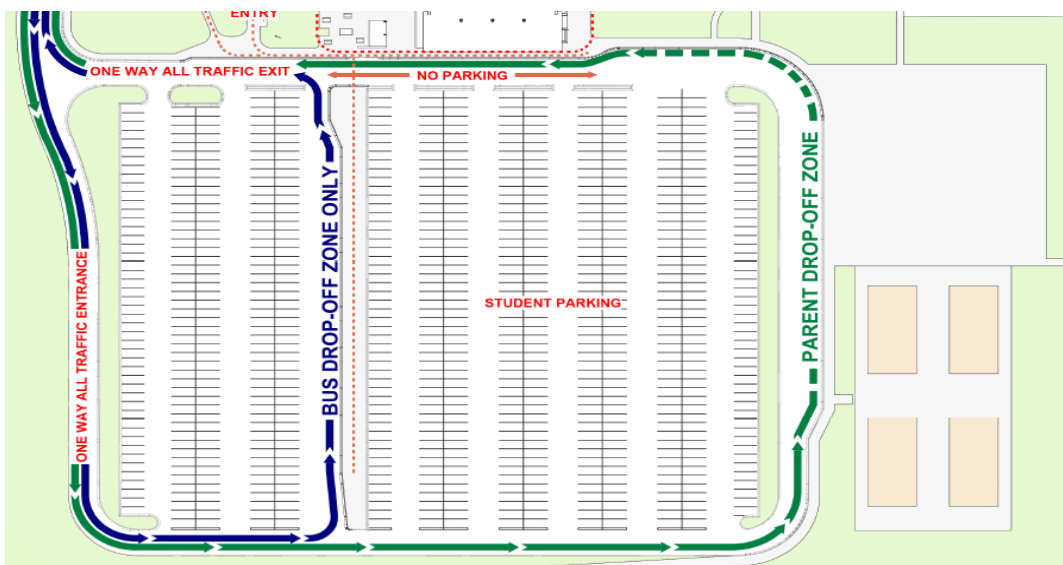 ENTRY
ONE WAY ALL TRAFFIC EXIT
NO PARKING
BUS DROP-OFF ZONE ONLY
PARENT DROP-OFF ZONE
STUDENT PARKING
ONE WAY ALL TRAFFIC ENTRANCE